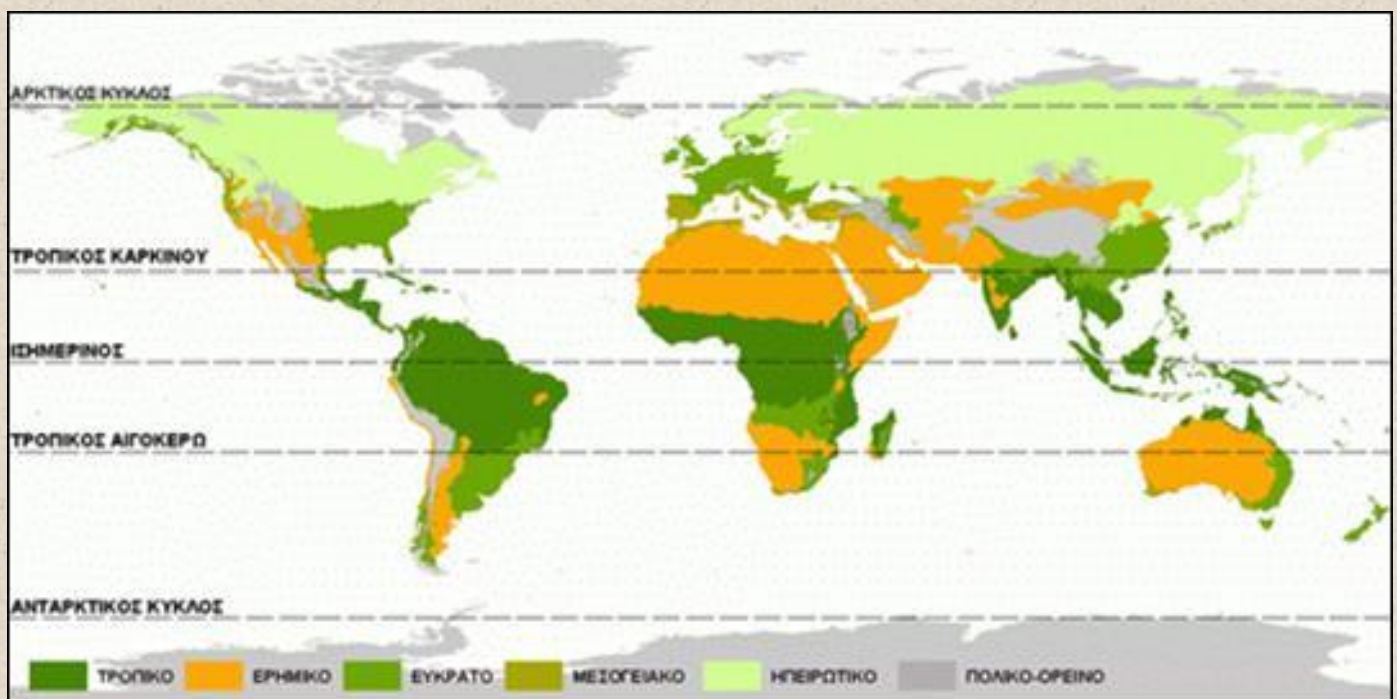 ΑΡΚΤΙΚΟΣ ΚΥΚΛΟΣ
ΤΡΟΠΙΚΟΣ ΚΑΡΚΙΝΟΥ
ΙΣΗΜΕΡΙΝΟΣ
ΤΡΟΠΙΚΟΣ ΑΙΓΟΚΕΡΩ
ΑΝΤΑΡΚΤΙΚΟΣ ΚΥΚΛΟΣ
ΤΡΟΠΙΚΟ ΕΡΗΜΙΚΟ ΕΥΚΡΑΤΟ ΜΕΣΟΓΕΙΑΚΟ ΗΠΕΙΡΩΤΙΚΟ ΠΟΛΙΚΟ-ΟΡΕΙΝΟ